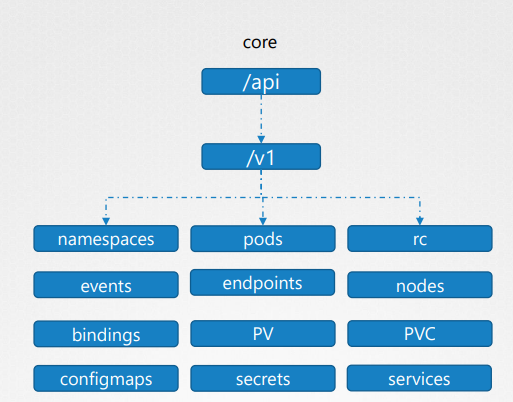 core
/api
/v1
namespaces pods rc
events endpoints nodes
bindings PV PVC
configmaps secrets services